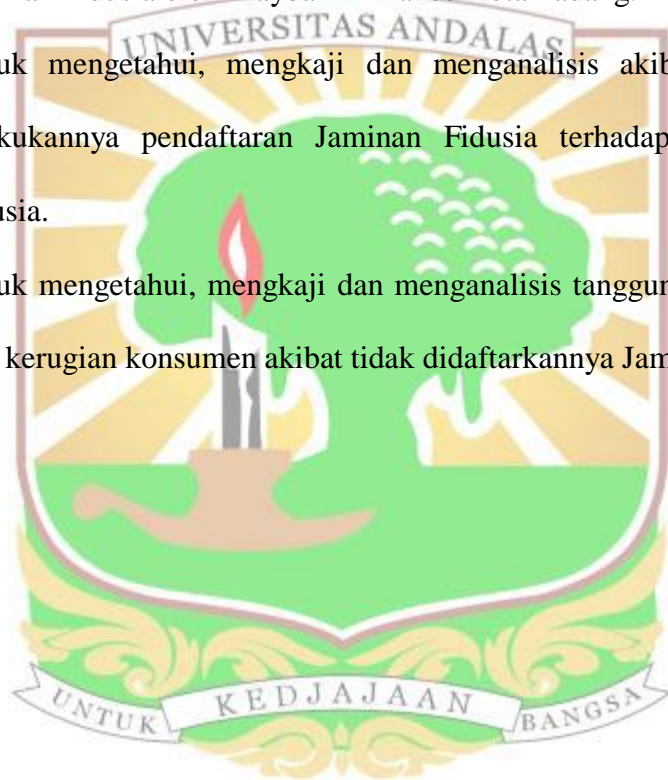 UNIVERSITAS ANDALAS
uk mengetahui, mengkaji dan menganalisis akib
kukannya pendaftaran Jaminan Fidusia terhadap
usia.
uk mengetahui, mengkaji dan menganalisis tanggun
kerugian konsumen akibat tidak didaftarkannya Jam
UNTUK KEDJAJAAN BANGSA